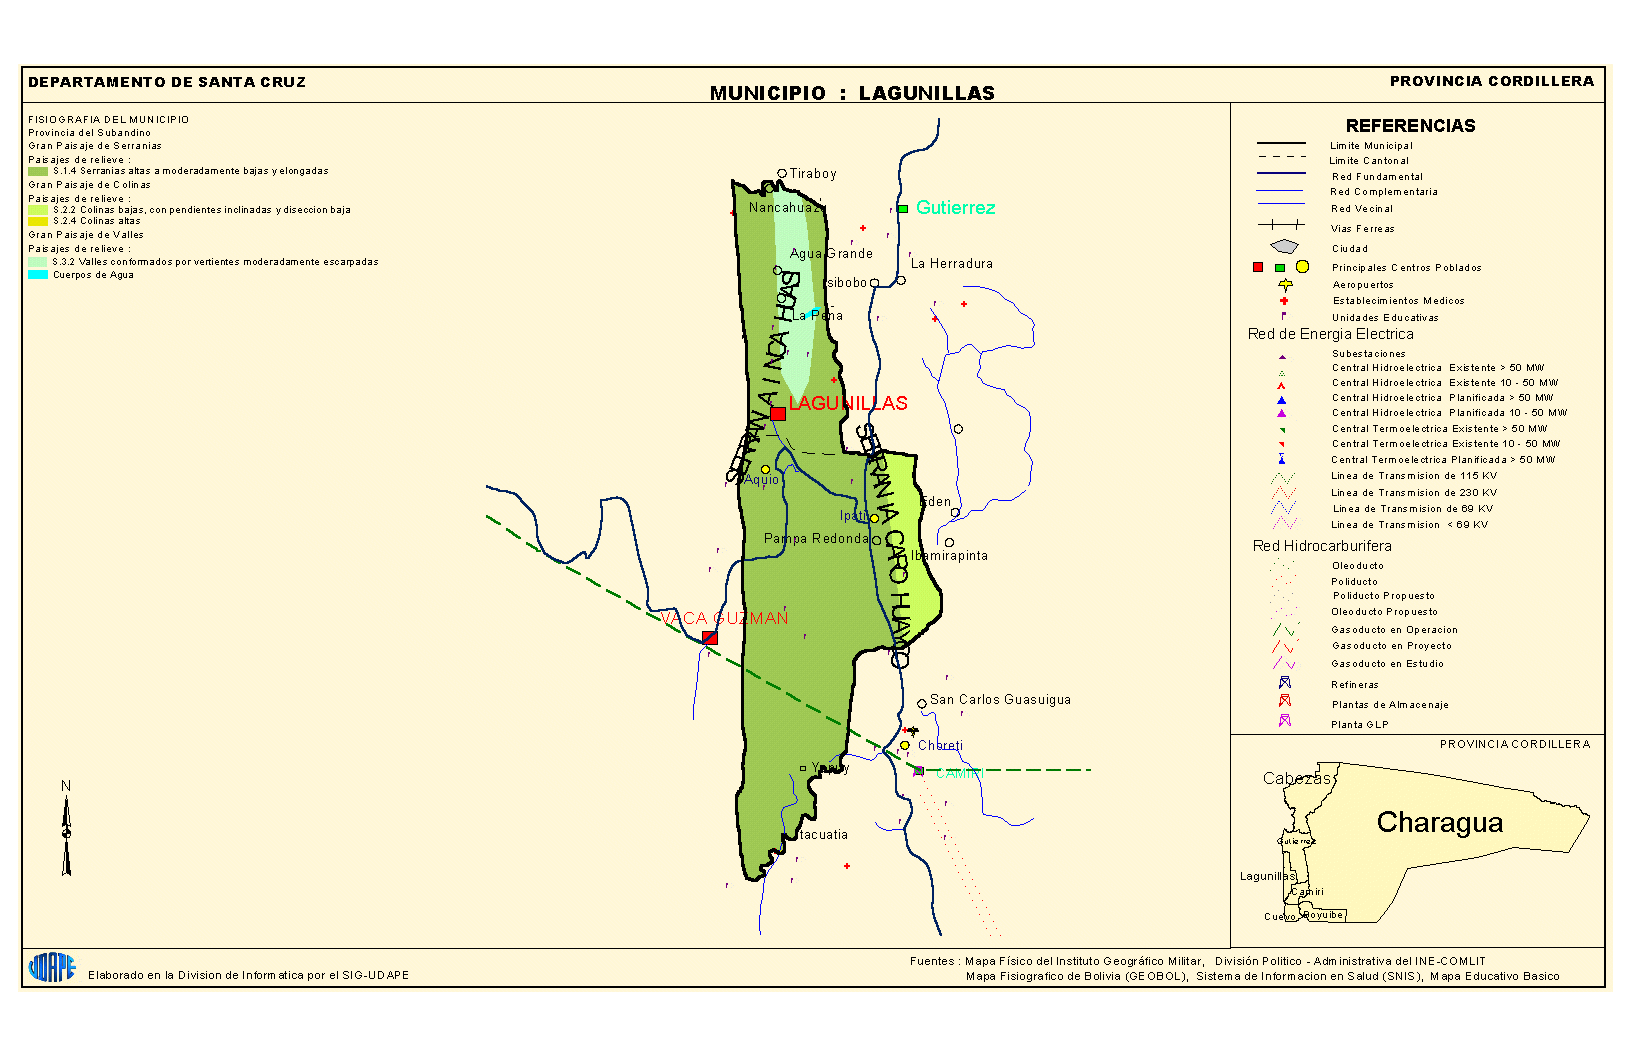 DEPARTAMENTO DE SANTA CRUZ
MUNICIPIO : LAGUNILLAS
PROVINCIA CORDILLERA
FISIOGRAFIA DEL MUNICIPIO
Provincia del Subandino
Gran Paisaje de Serranias
Paisajes de relieve :
S.1.4 Serranias altas a moderadamente bajas y elongadas
Gran Paisaje de Colinas
Paisajes de relieve :
S.2.2 Colinas bajas, con pendientes inclinadas y diseccion baja
S.2.4 Colinas altas
Gran Paisaje de Valles
Paisajes de relieve :
S.3.2 Valles conformados por vertientes moderadamente escarpadas
Cuerpos de Agua
Tiraboy
Gutierrez
Agua Grande
La Herradura
La Peña
LAGUNILLAS
SERRANIA INCAHUASI
SERRANIA CARO HUAYCO
Aquio
Eden
Ipati
Pampa Redonda
Ibamirapinta
VACA GUZMAN
San Carlos Guasuigua
Choreti
CAMIRI
N
REFERENCIAS
Limite Municipal
Limite Cantonal
Red Fundamental
Red Complementaria
Red Vecinal
Vias Ferreas
Ciudad
Principales Centros Poblados
Aeropuertos
Establecimientos Medicos
Unidades Educativas
Red de Energia Electrica
Subestaciones
Central Hidroelectrica Existente > 50 MW
Central Hidroelectrica Existente 10 - 50 MW
Central Hidroelectrica Planificada > 50 MW
Central Hidroelectrica Planificada 10 - 50 MW
Central Termoelectrica Existente > 50 MW
Central Termoelectrica Existente 10 - 50 MW
Central Termoelectrica Planificada > 50 MW
Linea de Transmision de 115 KV
Linea de Transmision de 230 KV
Linea de Transmision de 69 KV
Linea de Transmision < 69 KV
Red Hidrocarburifera
Oleoducto
Poliducto
Poliducto Propuesto
Oleoducto Propuesto
Gasoducto en Operacion
Gasoducto en Proyecto
Gasoducto en Estudio
Refineras
Plantas de Almacenaje
Planta GLP
PROVINCIA CORDILLERA
Cabezas
Charagua
Gutierrez
Lagunillas
Camiri
Cuevo
Boyuibe
UDAPE
Elaborado en la Division de Informatica por el SIG-UDAPE
Fuentes : Mapa Físico del Instituto Geográfico Militar, División Politico - Administrativa del INE-COMLIT
Mapa Fisiografico de Bolivia (GEOBOL), Sistema de Informacion en Salud (SNIS), Mapa Educativo Basico